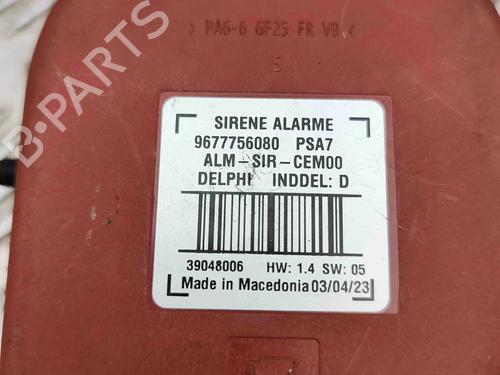 > PA6-6 GF25 FR V0 <
5
SIRENE ALARME
9677756080 PSA7
ALM-SIR-CEM00
DELPHI INDDEL: D
39048006 HW: 1.4 SW: 05
Made in Macedonia 03/04/23